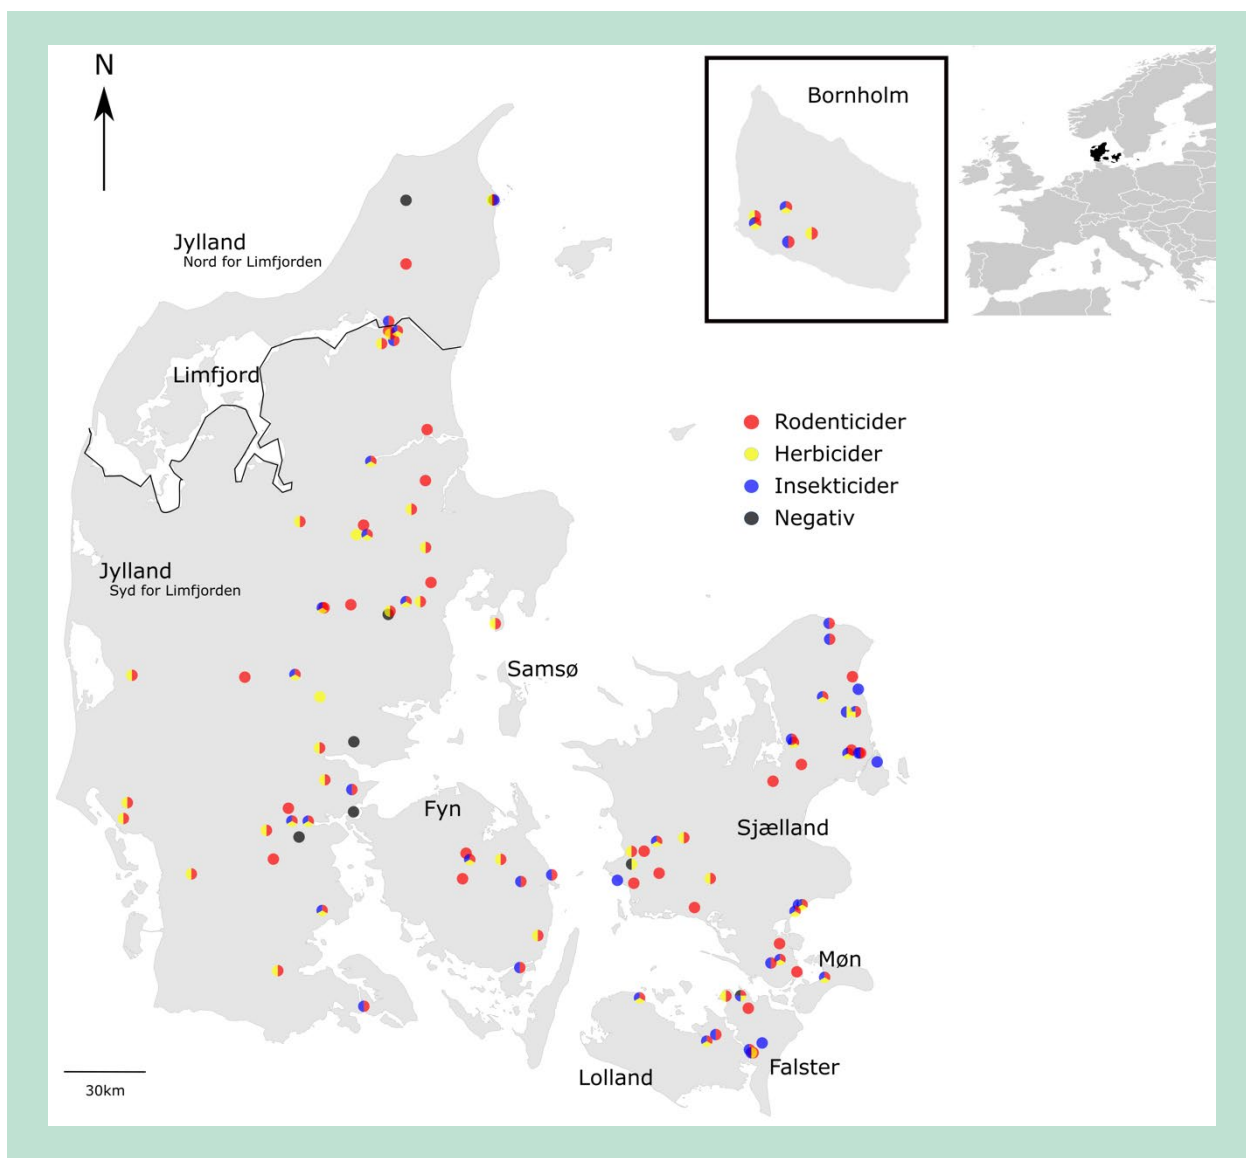 N
Bornholm
Jylland
Nord for Limfjorden
Limfjord
Rodenticider
Herbicider
Insekticider
Negativ
Jylland
Syd for Limfjorden
Samsø
Fyn
Sjælland
Møn
Falster
Lolland
30km